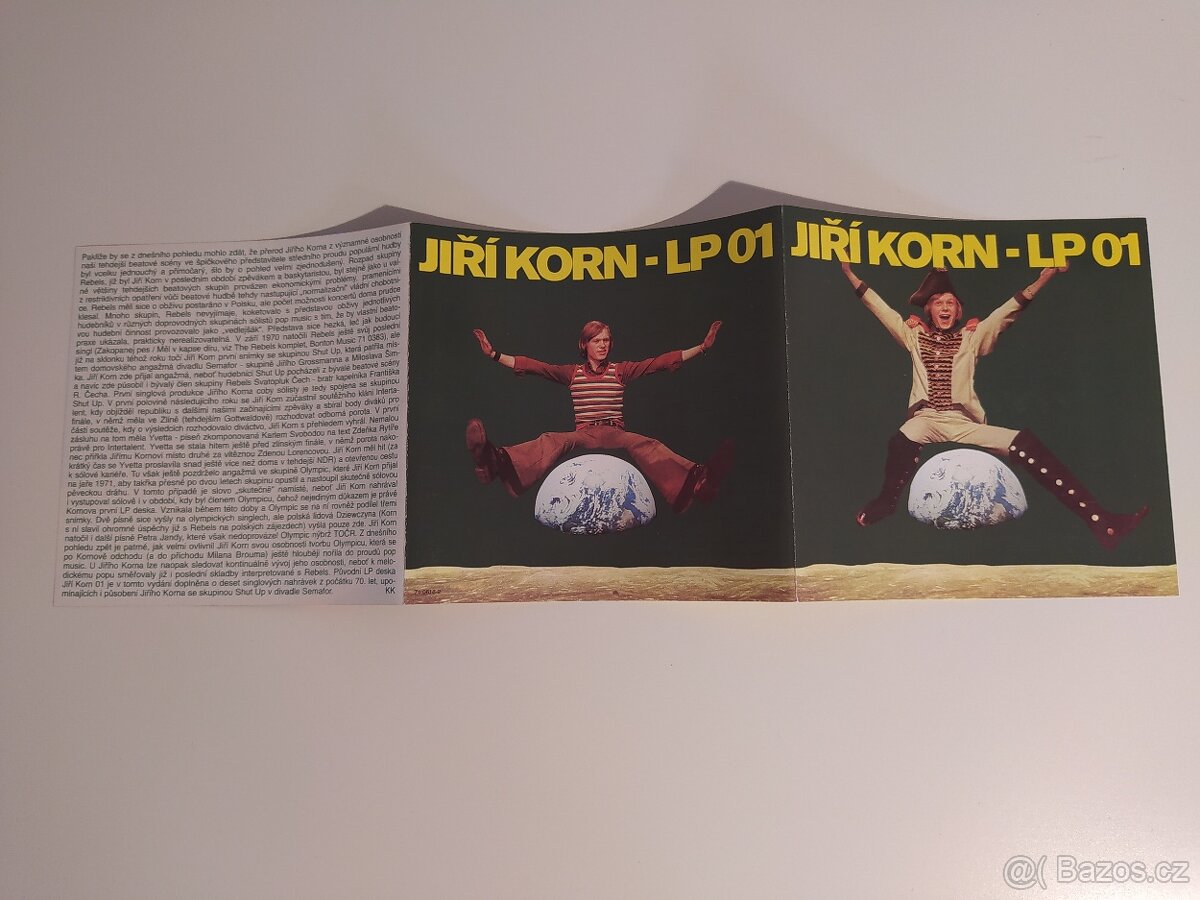 Pakliže by se z dnešního pohledu mohlo zdát, že přerod Jiřího Korna z významné osobnosti
naší tehdejší beatové scény ve špičkového představitele středního proudu populární hudby
byl vcelku jednouchý a přímočarý, šlo by o pohled velmi zjednodušený. Rozpad skupiny
Rebels, jíž byl Jiří Korn v posledním období zpěvákem a baskytaristou, byl stejně jako u val-
né většiny tehdejších beatových skupin provázen ekonomickými problémy, pramenícími
z restriktivních opatření vůči beatové hudbě tehdy nastupující „normalizační“ vládní chobotni-
ce. Rebels měli sice o obživu postaráno v Polsku, ale počet možností koncertů doma prudce
klesal. Mnoho skupin, Rebels nevyjímaje, koketovalo s představou obživy jednotlivých
hudebníků v různých doprovodných skupinách sólistů pop music s tím, že by vlastní beato-
vou hudební činnost provozovalo jako „vedlejšák“. Představa sice hezká, leč jak budoucí
praxe ukázala, prakticky nerealizovatelná. V září 1970 natočili Rebels ještě svůj poslední
singl (Zakopanej pes / Měl v kapse díru, viz The Rebels komplet, Bonton Music 71 0383), ale
již na sklonku téhož roku točí Jiří Korn první snímky se skupinou Shut Up, která patřila mís-
tem domovského angažmá divadlu Semafor - skupině Jiřího Grossmanna a Miloslava Šim-
ka. Jiří Korn zde přijal angažmá, neboť hudebníci Shut Up pocházeli z bývalé beatové scény
a navíc zde působil i bývalý člen skupiny Rebels Svatopluk Čech - bratr kapelníka Františka
R. Čecha. První singlová produkce Jiřího Korna coby sólisty je tedy spojena se skupinou
Shut Up. V první polovině následujícího roku se Jiří Korn zúčastnil soutěžního klání Interta-
lent, kdy objížděl republiku s dalšími našimi začínajícími zpěváky a sbíral body diváků pro
finále, v němž měla ve Zlíně (tehdejším Gottwaldově) rozhodovat odborná porota. V první
části soutěže, kdy o výsledcích rozhodovalo diváctvo, Jiří Korn s přehledem vyhrál. Nemalou
zásluhu na tom měla Yvetta - píseň zkomponovaná Karlem Svobodou na text Zdeňka Rytíře
právě pro Intertalent. Yvetta se stala hitem ještě před zlínským finále, v němž porota nako-
nec přiřkla Jiřímu Kornovi místo druhé za vítěznou Zdenou Lorencovou. Jiří Korn měl hit (za
krátký čas se Yvetta proslavila snad ještě více než doma v tehdejší NDR) a otevřenou cestu
k sólové kariéře. Tu však ještě pozdrželo angažmá ve skupině Olympic, které Jiří Korn přijal
na jaře 1971, aby takřka přesně po dvou letech skupinu opustil a nastoupil skutečně sólovou
pěveckou dráhu. V tomto případě je slovo „skutečně“ namístě, neboť Jiří Korn nahrával
i vystupoval sólově i v období, kdy byl členem Olympicu, čehož nejedinym důkazem je právě
Kornova první LP deska. Vznikala během této doby a Olympic se na ní rovněž podílel třemi
snímky. Dvě písně sice vyšly na olympických singlech, ale polská lidová Dziewczyna (Korn
s ní slavil ohromné úspěchy již s Rebels na polských zájezdech) vyšla pouze zde. Jiří Korn
natočil i další písně Petra Jandy, které však nedoprovázel Olympic nýbrž TOČR. Z dnešního
pohledu zpět je patrné, jak velmi ovlivnil Jiří Korn svou osobností tvorbu Olympicu, která se
po Kornově odchodu (a do příchodu Milana Brouma) ještě hlouběji nořila do proudů pop
music. U Jiřího Korna lze naopak sledovat kontinuálně vývoj jeho osobnosti, neboť k melo-
dickému popu směřovaly již i poslední skladby interpretované s Rebels. Původní LP deska
Jiří Korn 01 je v tomto vydání doplněna o deset singlových nahrávek z počátku 70. let, upo-
mínajících i působení Jiřího Korna se skupinou Shut Up v divadle Semafor. KK
JIŘÍ KORN - LP 01
JIŘÍ KORN - LP 01
Bazos.cz